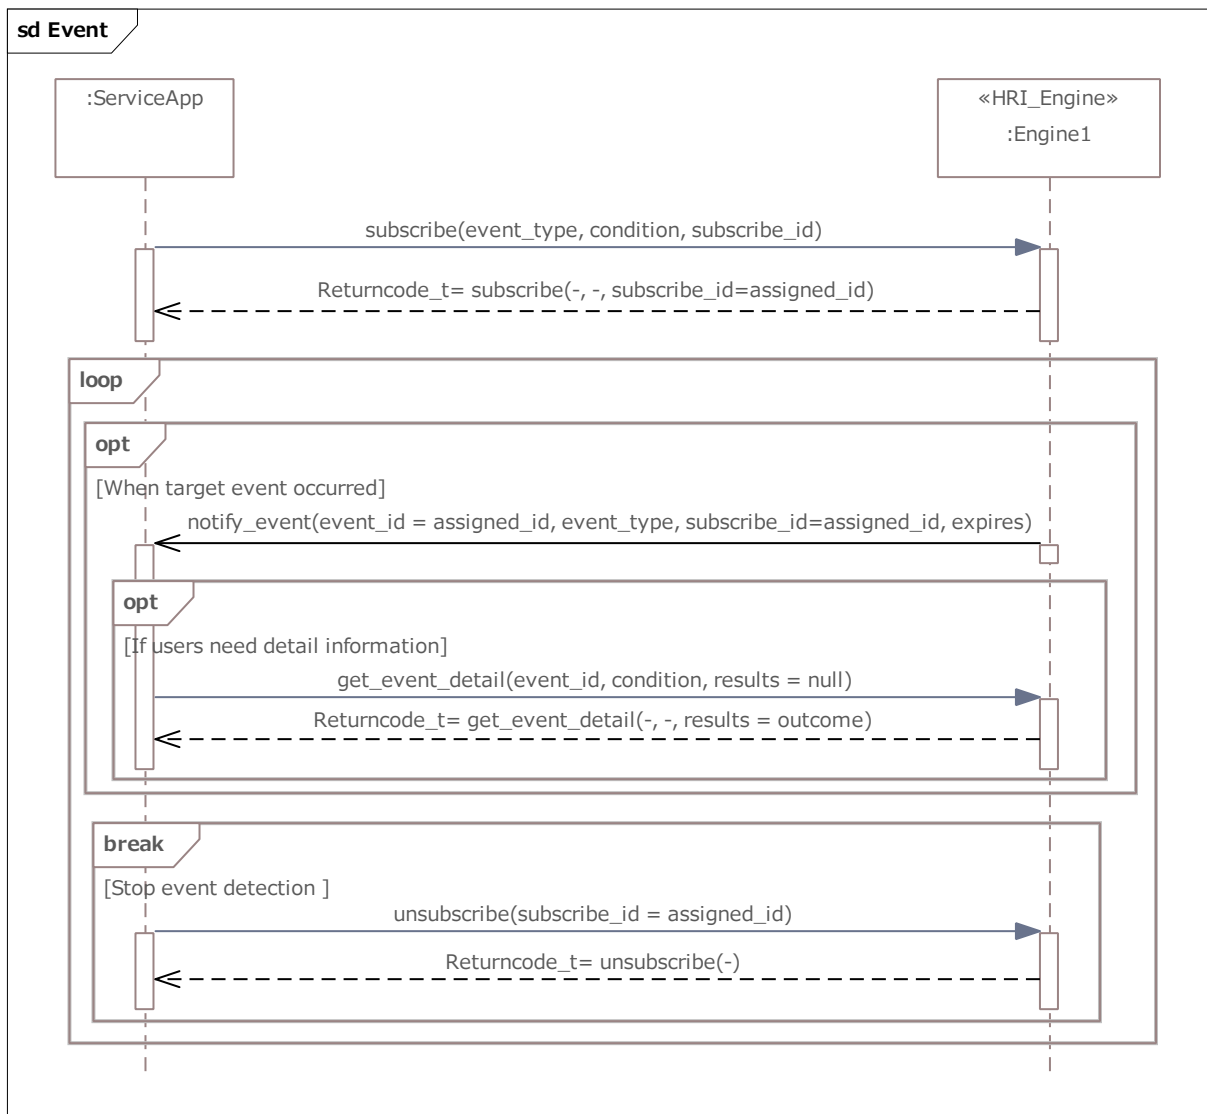 sd Event
:ServiceApp
«HRI_Engine»
:Engine1
subscribe(event_type, condition, subscribe_id)
Returncode_t= subscribe(-, -, subscribe_id=assigned_id)
loop
opt
[When target event occurred]
notify_event(event_id = assigned_id, event_type, subscribe_id=assigned_id, expires)
opt
[If users need detail information]
get_event_detail(event_id, condition, results = null)
Returncode_t= get_event_detail(-, -, results = outcome)
break
[Stop event detection ]
unsubscribe(subscribe_id = assigned_id)
Returncode_t= unsubscribe(-)